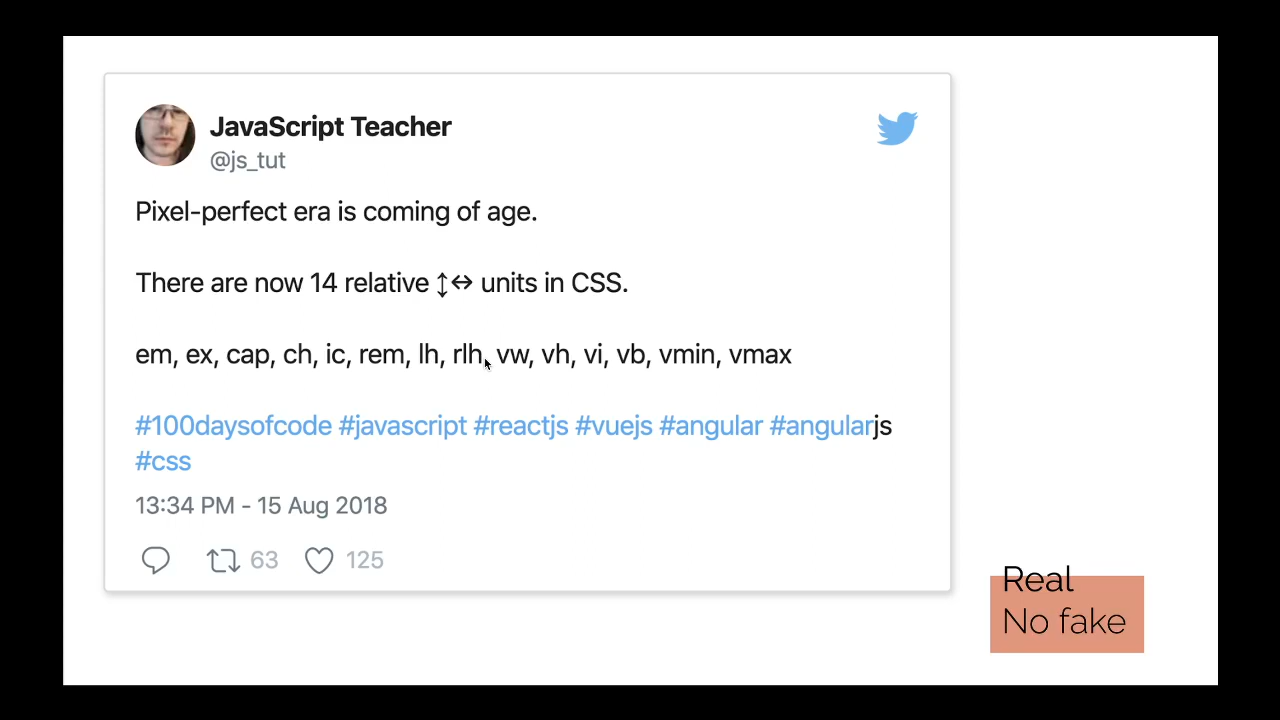 JavaScript Teacher
@js_tut
Pixel-perfect era is coming of age.
There are now 14 relative ↕↔ units in CSS.
em, ex, cap, ch, ic, rem, lh, rlh, vw, vh, vi, vb, vmin, vmax
#100daysofcode #javascript #reactjs #vuejs #angular #angularjs
#css
13:34 PM - 15 Aug 2018
63 125
Real
No fake